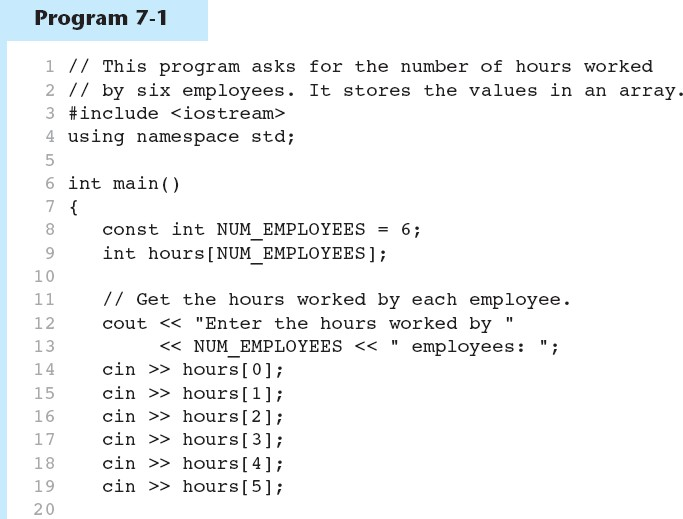 Program 7-1
1 // This program asks for the number of hours worked
2 // by six employees. It stores the values in an array.
3 #include <iostream>
4 using namespace std;
5
6 int main()
7 {
8    const int NUM_EMPLOYEES = 6;
9    int hours[NUM_EMPLOYEES];
10
11    // Get the hours worked by each employee.
12    cout << "Enter the hours worked by "
13         << NUM_EMPLOYEES << " employees: ";
14    cin >> hours[0];
15    cin >> hours[1];
16    cin >> hours[2];
17    cin >> hours[3];
18    cin >> hours[4];
19    cin >> hours[5];
20